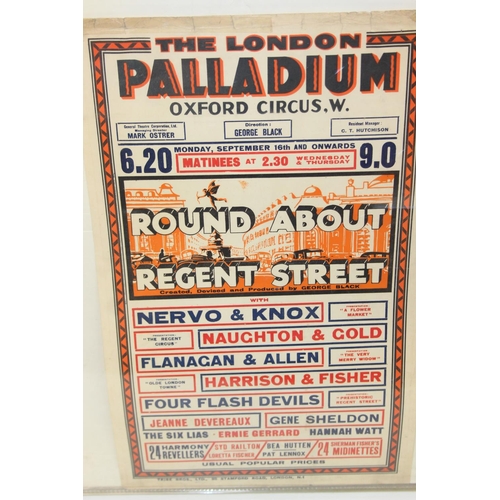 THE LONDON
PALLADIUM
OXFORD CIRCUS, W.
General Theatre Corporation, Ltd.
Managing Director
MARK OSTRER
Direction:
GEORGE BLACK
Resident Manager:
C. T. HUTCHISON
6.20 MONDAY, SEPTEMBER 16th AND ONWARDS 9.0
MATINEES AT 2.30 WEDNESDAY & THURSDAY
ROUND ABOUT
REGENT STREET
Created, Devised and Produced by GEORGE BLACK
WITH
NERVO & KNOX
"A FLOWER MARKET"
"THE REGENT CIRCUS"
NAUGHTON & GOLD
FLANAGAN & ALLEN
"THE VERY MERRY WIDOW"
"OLDE LONDON TOWNE"
HARRISON & FISHER
FOUR FLASH DEVILS
"PREHISTORIC REGENT STREET"
JEANNE DEVEREAUX GENE SHELDON
THE SIX LIAS ERNIE GERRARD HANNAH WATT
24 HARMONY REVELLERS
SYD RAILTON
LORETTA FISCHER
BEA HUTTEN
PAT LENNOX
24 SHERMAN FISHER'S MIDINETTES
USUAL POPULAR PRICES